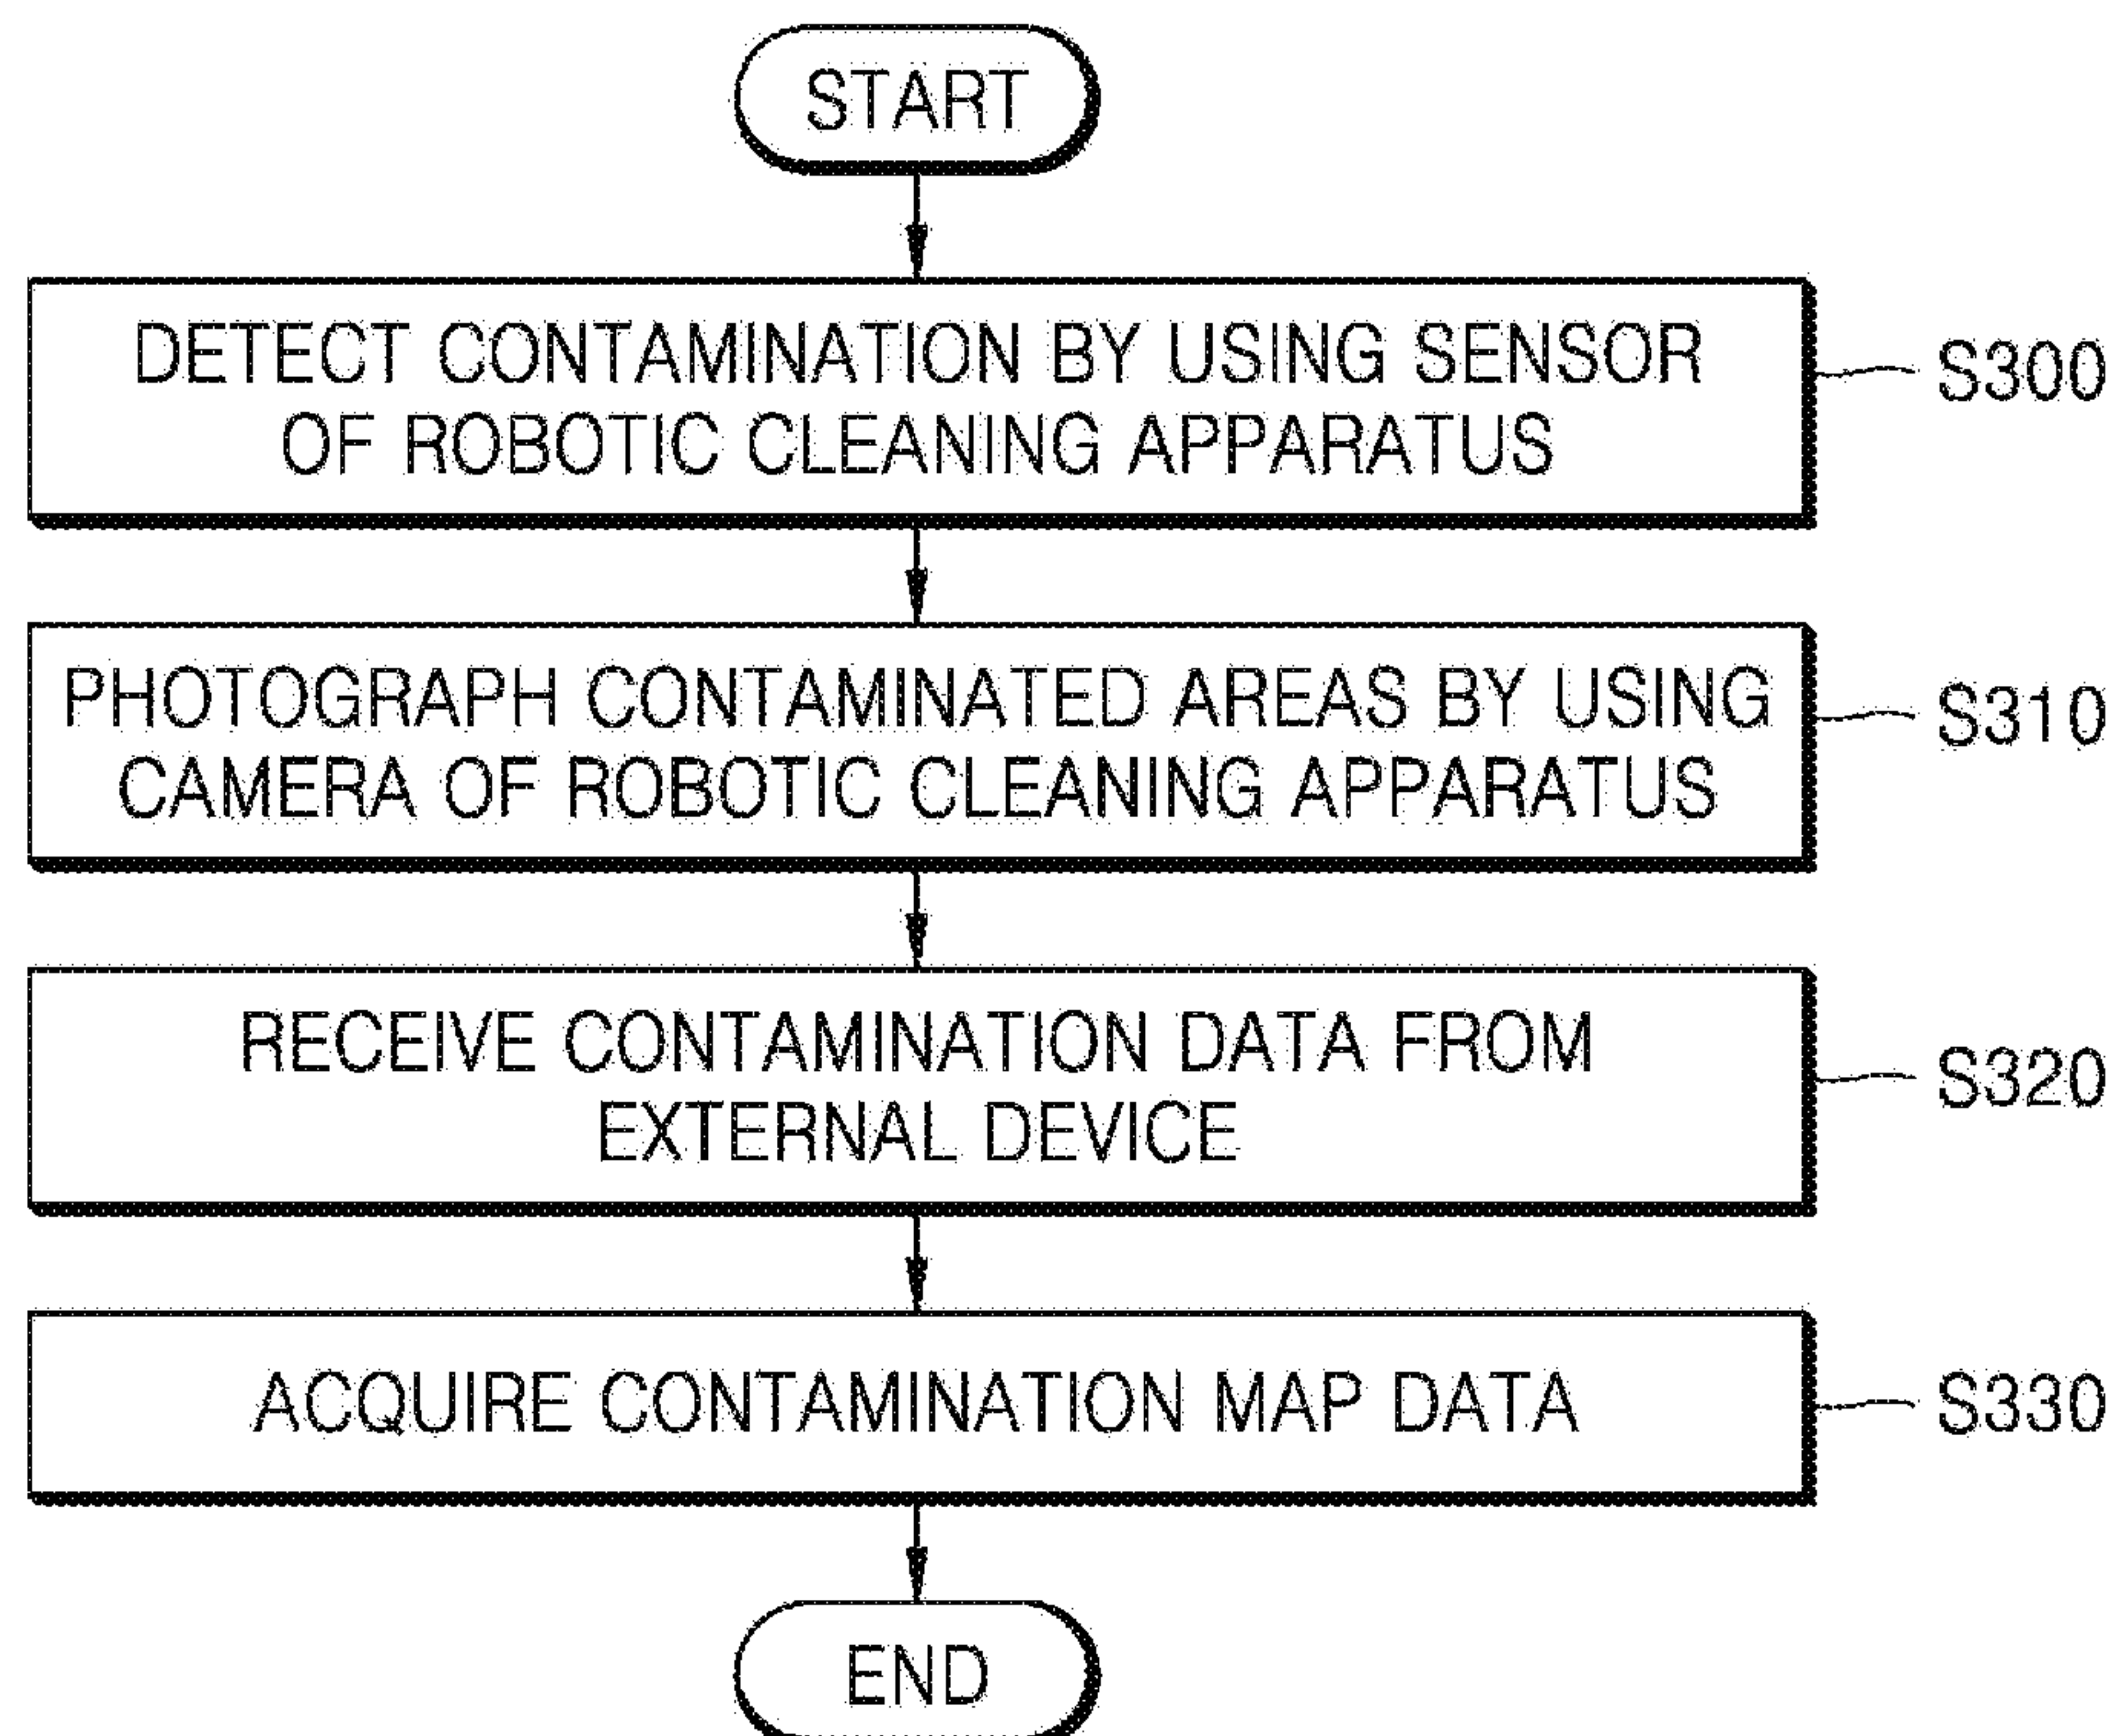 START
DETECT CONTAMINATION BY USING SENSOR
OF ROBOTIC CLEANING APPARATUS
S300
PHOTOGRAPH CONTAMINATED AREAS BY USING
CAMERA OF ROBOTIC CLEANING APPARATUS
S310
RECEIVE CONTAMINATION DATA FROM
EXTERNAL DEVICE
S320
ACQUIRE CONTAMINATION MAP DATA
S330
END